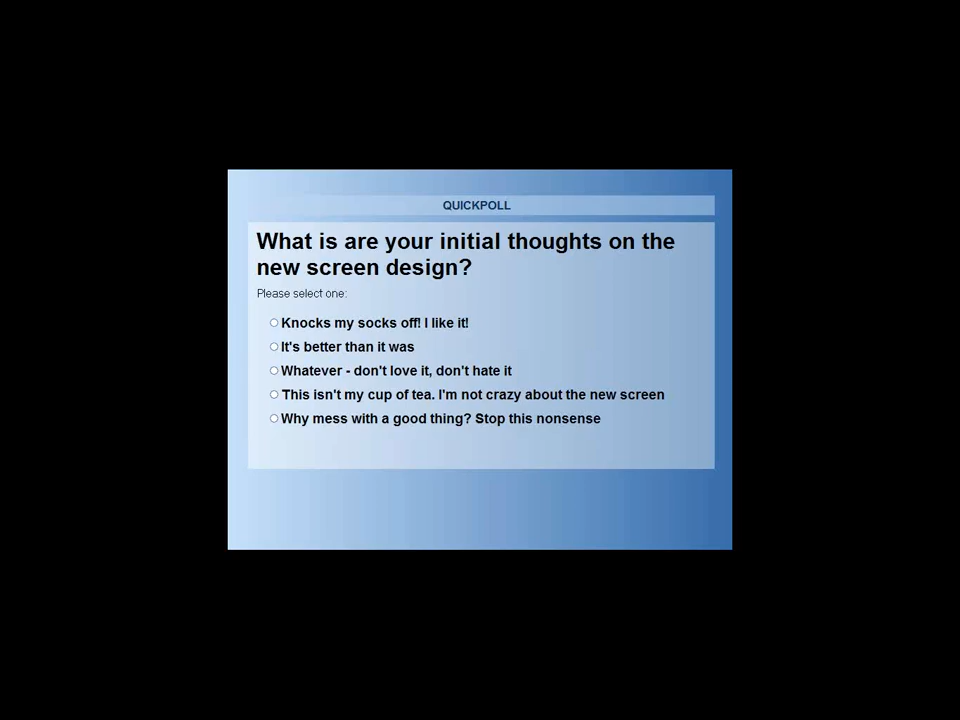 QUICKPOLL
What is are your initial thoughts on the
new screen design?
Please select one:
Knocks my socks off! I like it!
It's better than it was
Whatever - don't love it, don't hate it
This isn't my cup of tea. I'm not crazy about the new screen
Why mess with a good thing? Stop this nonsense